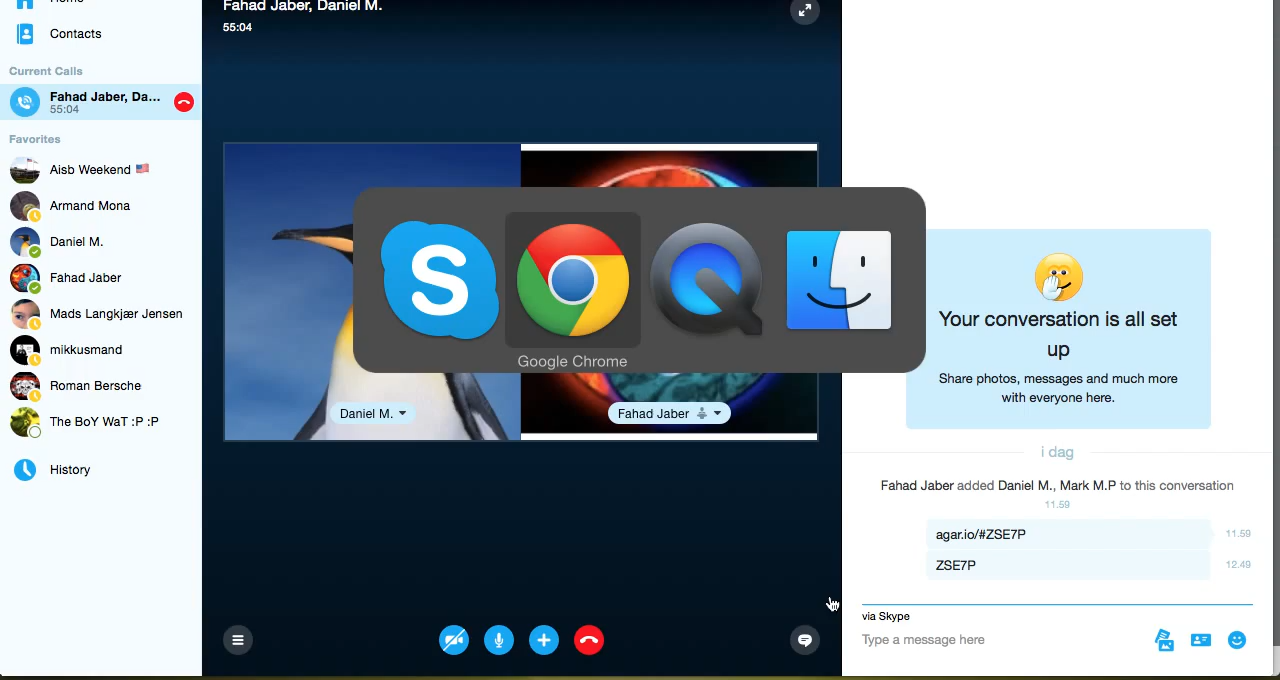 Home
Contacts
Current Calls
Fahad Jaber, Da...
55:04
Favorites
Aisb Weekend
Armand Mona
Daniel M.
Fahad Jaber
Mads Langkjær Jensen
mikkusmand
Roman Bersche
The BoY WaT :P :P
History
Fahad Jaber, Daniel M.
55:04
S
Google Chrome
Daniel M.
Fahad Jaber
Your conversation is all set
up
Share photos, messages and much more
with everyone here.
i dag
Fahad Jaber added Daniel M., Mark M.P to this conversation
11.59
agar.io/#ZSE7P 11.59
ZSE7P 12.49
via Skype
Type a message here